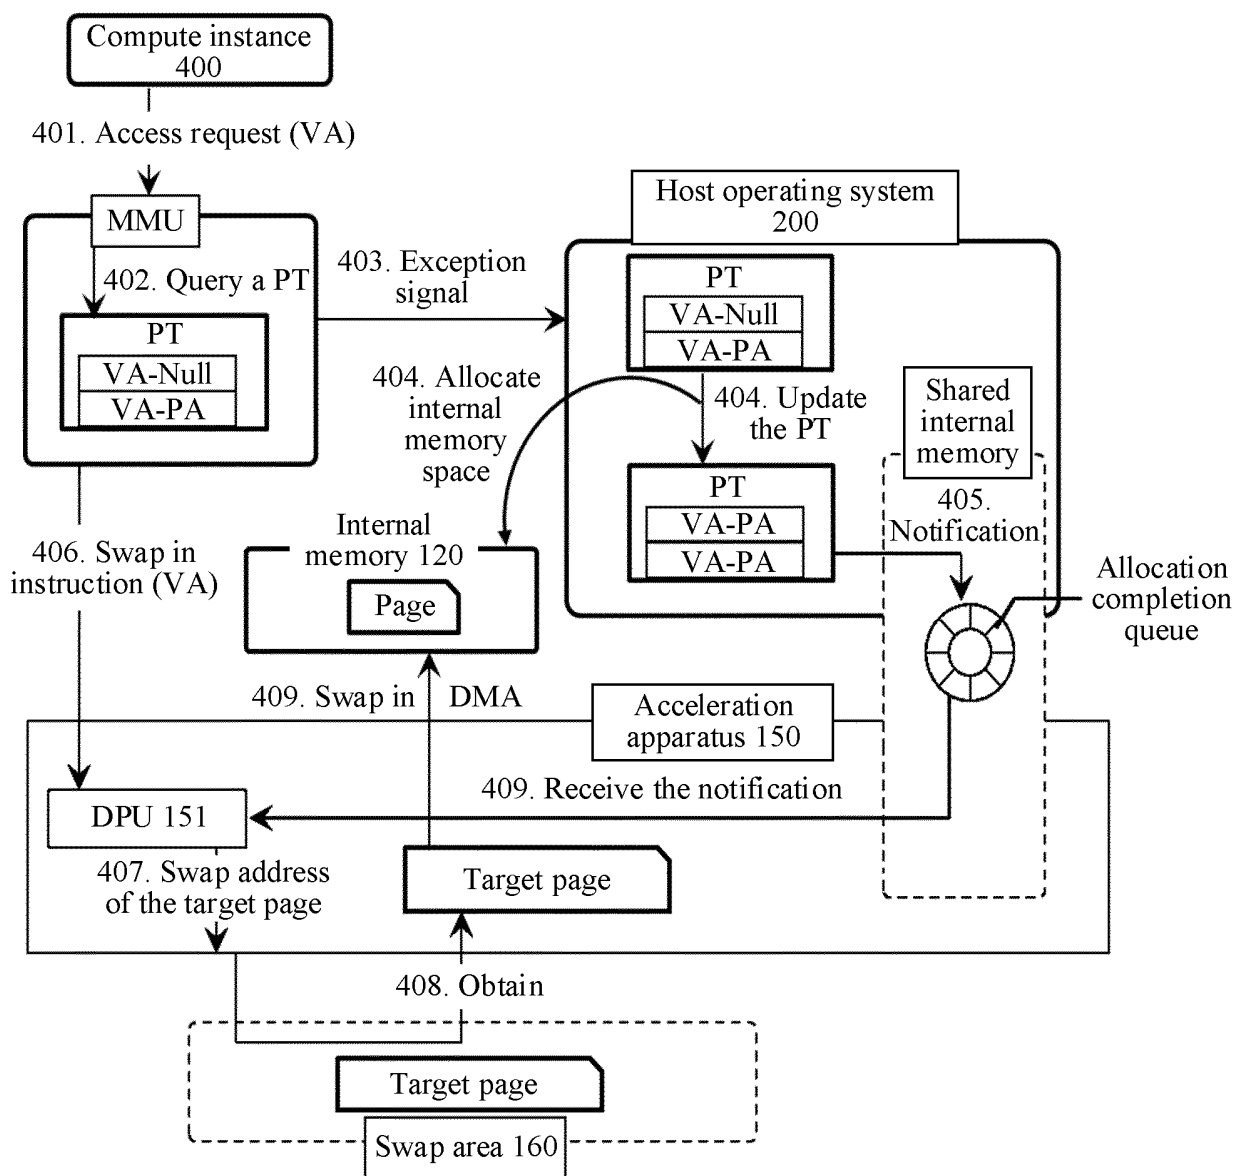 Compute instance
400
401. Access request (VA)
MMU
402. Query a PT
PT
VA-Null
VA-PA
403. Exception
signal
Host operating system
200
PT
VA-Null
VA-PA
404. Allocate
internal
memory
space
404. Update
the PT
PT
VA-PA
VA-PA
Shared
internal
memory
405.
Notification
Allocation
completion
queue
406. Swap in
instruction (VA)
Internal
memory 120
Page
409. Swap in
DMA
Acceleration
apparatus 150
409. Receive the notification
DPU 151
407. Swap address
of the target page
Target page
408. Obtain
Target page
Swap area 160